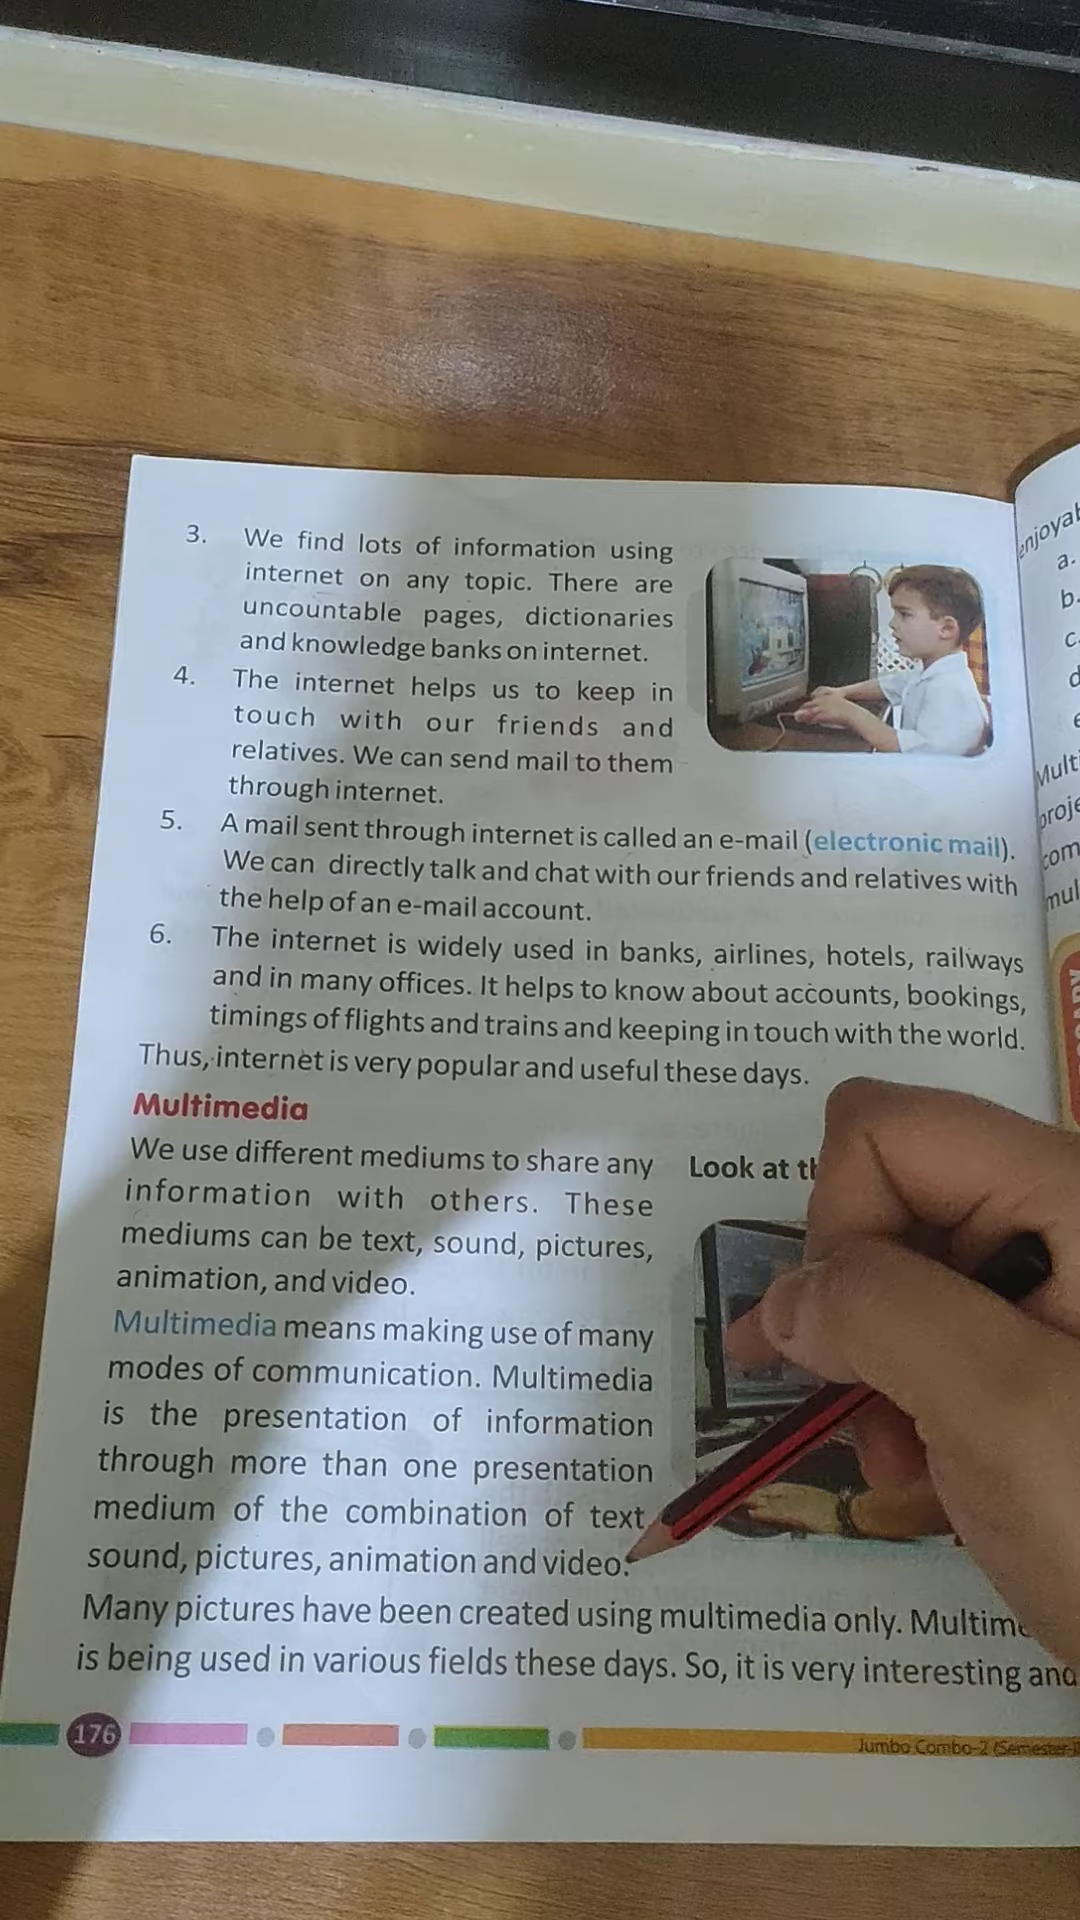 3. We find lots of information using
internet on any topic. There are
uncountable pages, dictionaries
and knowledge banks on internet.
4. The internet helps us to keep in
touch with our friends and
relatives. We can send mail to them
through internet.
5. A mail sent through internet is called an e-mail (electronic mail).
We can directly talk and chat with our friends and relatives with
the help of an e-mail account.
6. The internet is widely used in banks, airlines, hotels, railways
and in many offices. It helps to know about accounts, bookings,
timings of flights and trains and keeping in touch with the world.
Thus, internet is very popular and useful these days.
Multimedia
We use different mediums to share any
information with others. These
mediums can be text, sound, pictures,
animation, and video.
Multimedia means making use of many
modes of communication. Multimedia
is the presentation of information
through more than one presentation
medium of the combination of text
sound, pictures, animation and video.
Look at
Many pictures have been created using multimedia only.
is being used in various fields these days. So, it is very interesting and
176
Jumbo Combo-2
a.
b.
c.